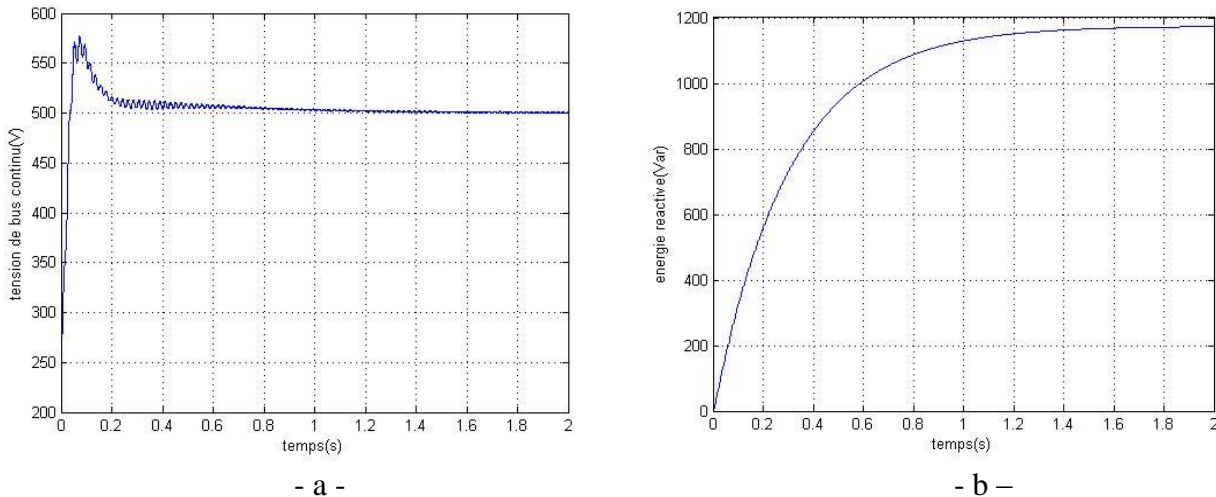 600
550
500
450
400
350
300
250
200
tension de bus continu(V)
0 0.2 0.4 0.6 0.8 1 1.2 1.4 1.6 1.8 2
temps(s)
- a -
1200
1000
800
600
400
200
0
energie reactive(Var)
0 0.2 0.4 0.6 0.8 1 1.2 1.4 1.6 1.8 2
temps(s)
- b –